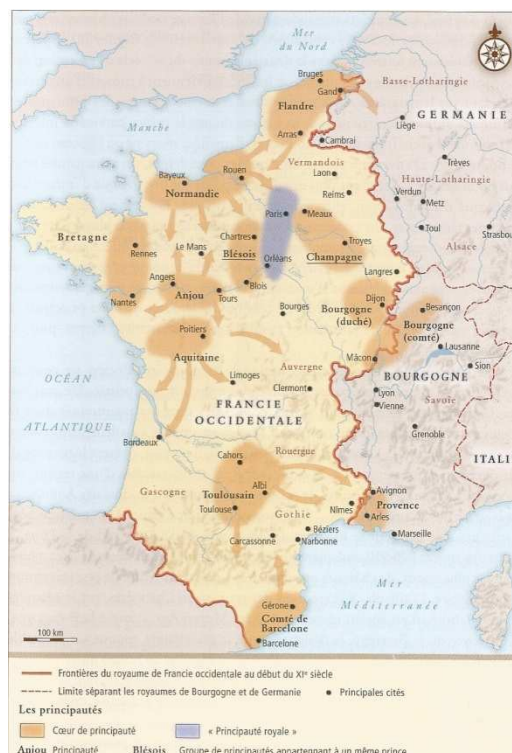 Mer
du Nord
Bruges
Gand
Basse-Lotharingie
Flandre
GERMANIE
Liège
Manche
Arras
Cambrai
Vermandois
Trèves
Laon
Haute-Lotharingie
Rouen
Bayeux
Reims
Verdun
Metz
Normandie
Paris
Meaux
Toul
Strasbou
Bretagne
Chartres
Troyes
Alsace
Rennes
Le Mans
Blésois
Champagne
Orléans
Langres
Angers
Blois
Nantes
Anjou
Tours
Dijon
Besançon
Bourges
Bourgogne
(duché)
Bourgogne
(comté)
Poitiers
Lausanne
Aquitaine
Mâcon
Sion
OCÉAN
Limoges
Auvergne
BOURGOGNE
Clermont
Lyon
Savoie
FRANCIE
OCCIDENTALE
Vienne
ATLANTIQUE
Grenoble
ITALI
Bordeaux
Rouergue
Cahors
Gascogne
Albi
Avignon
Toulousain
Nîmes
Provence
Toulouse
Gothie
Arles
Béziers
Marseille
Carcassonne
Narbonne
Mer
Méditerranée
Gérone
Comté de
Barcelone
Barcelone
100 km
Frontières du royaume de Francie occidentale au début du XIe siècle
Limite séparant les royaumes de Bourgogne et de Germanie
Principales cités
Les principautés
Cœur de principauté
« Principauté royale »
Anjou Principauté
Blésois Groupe de principautés appartenant à un même prince